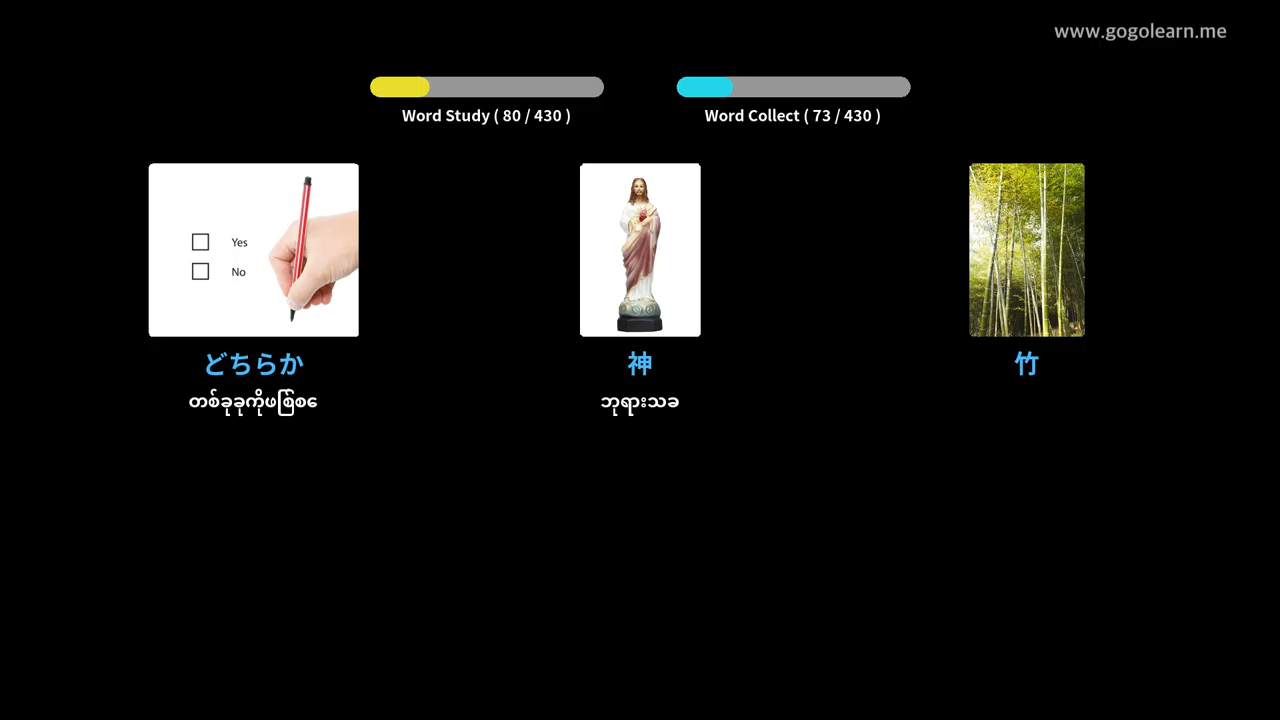 www.gogolearn.me
Word Study ( 80 / 430 )
Word Collect ( 73 / 430 )
Yes
No
どちらか
神
竹
တစ်ခုခုကိုဖစ်ြစေ
ဘုရားသခ